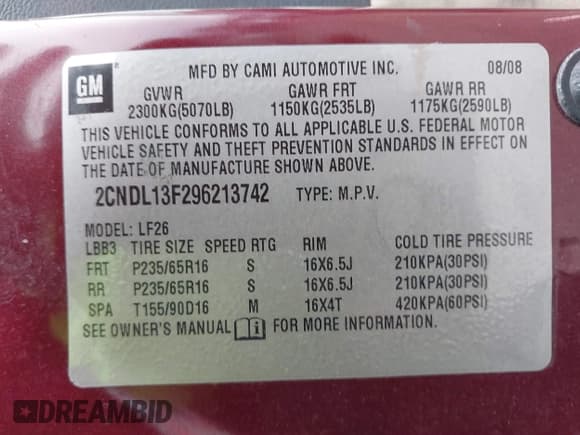 GM
MFD BY CAMI AUTOMOTIVE INC. 08/08
GVWR GAWR FRT GAWR RR
2300KG(5070LB) 1150KG(2535LB) 1175KG(2590LB)
THIS VEHICLE CONFORMS TO ALL APPLICABLE U.S. FEDERAL MOTOR
VEHICLE SAFETY AND THEFT PREVENTION STANDARDS IN EFFECT ON
THE DATE OF MANUFACTURE SHOWN ABOVE.
2CNDL13F296213742 TYPE: M.P.V.
MODEL: LF26
LBB3 TIRE SIZE SPEED RTG RIM COLD TIRE PRESSURE
FRT P235/65R16 S 16X6.5J 210KPA(30PSI)
RR P235/65R16 S 16X6.5J 210KPA(30PSI)
SPA T155/90D16 M 16X4T 420KPA(60PSI)
SEE OWNER'S MANUAL FOR MORE INFORMATION.
DREAMBID